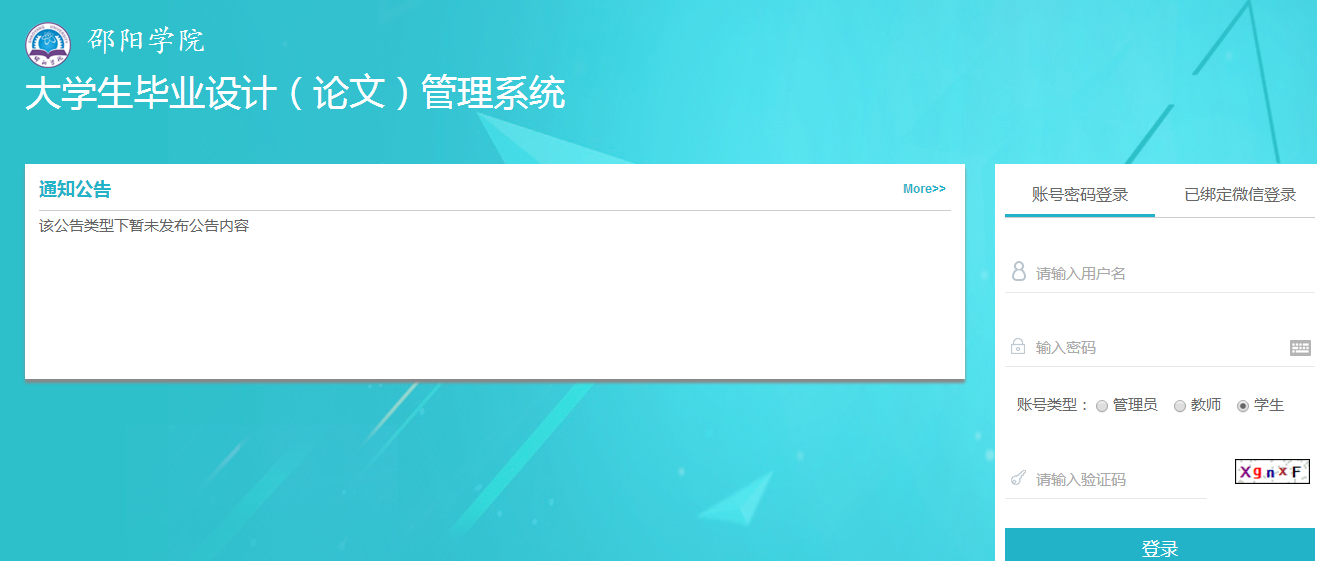 邵阳学院
大学生毕业设计（论文）管理系统
通知公告
More>>
该公告类型下暂未发布公告内容
账号密码登录
已绑定微信登录
请输入用户名
输入密码
账号类型：
管理员
教师
学生
请输入验证码
XgnxF
登录